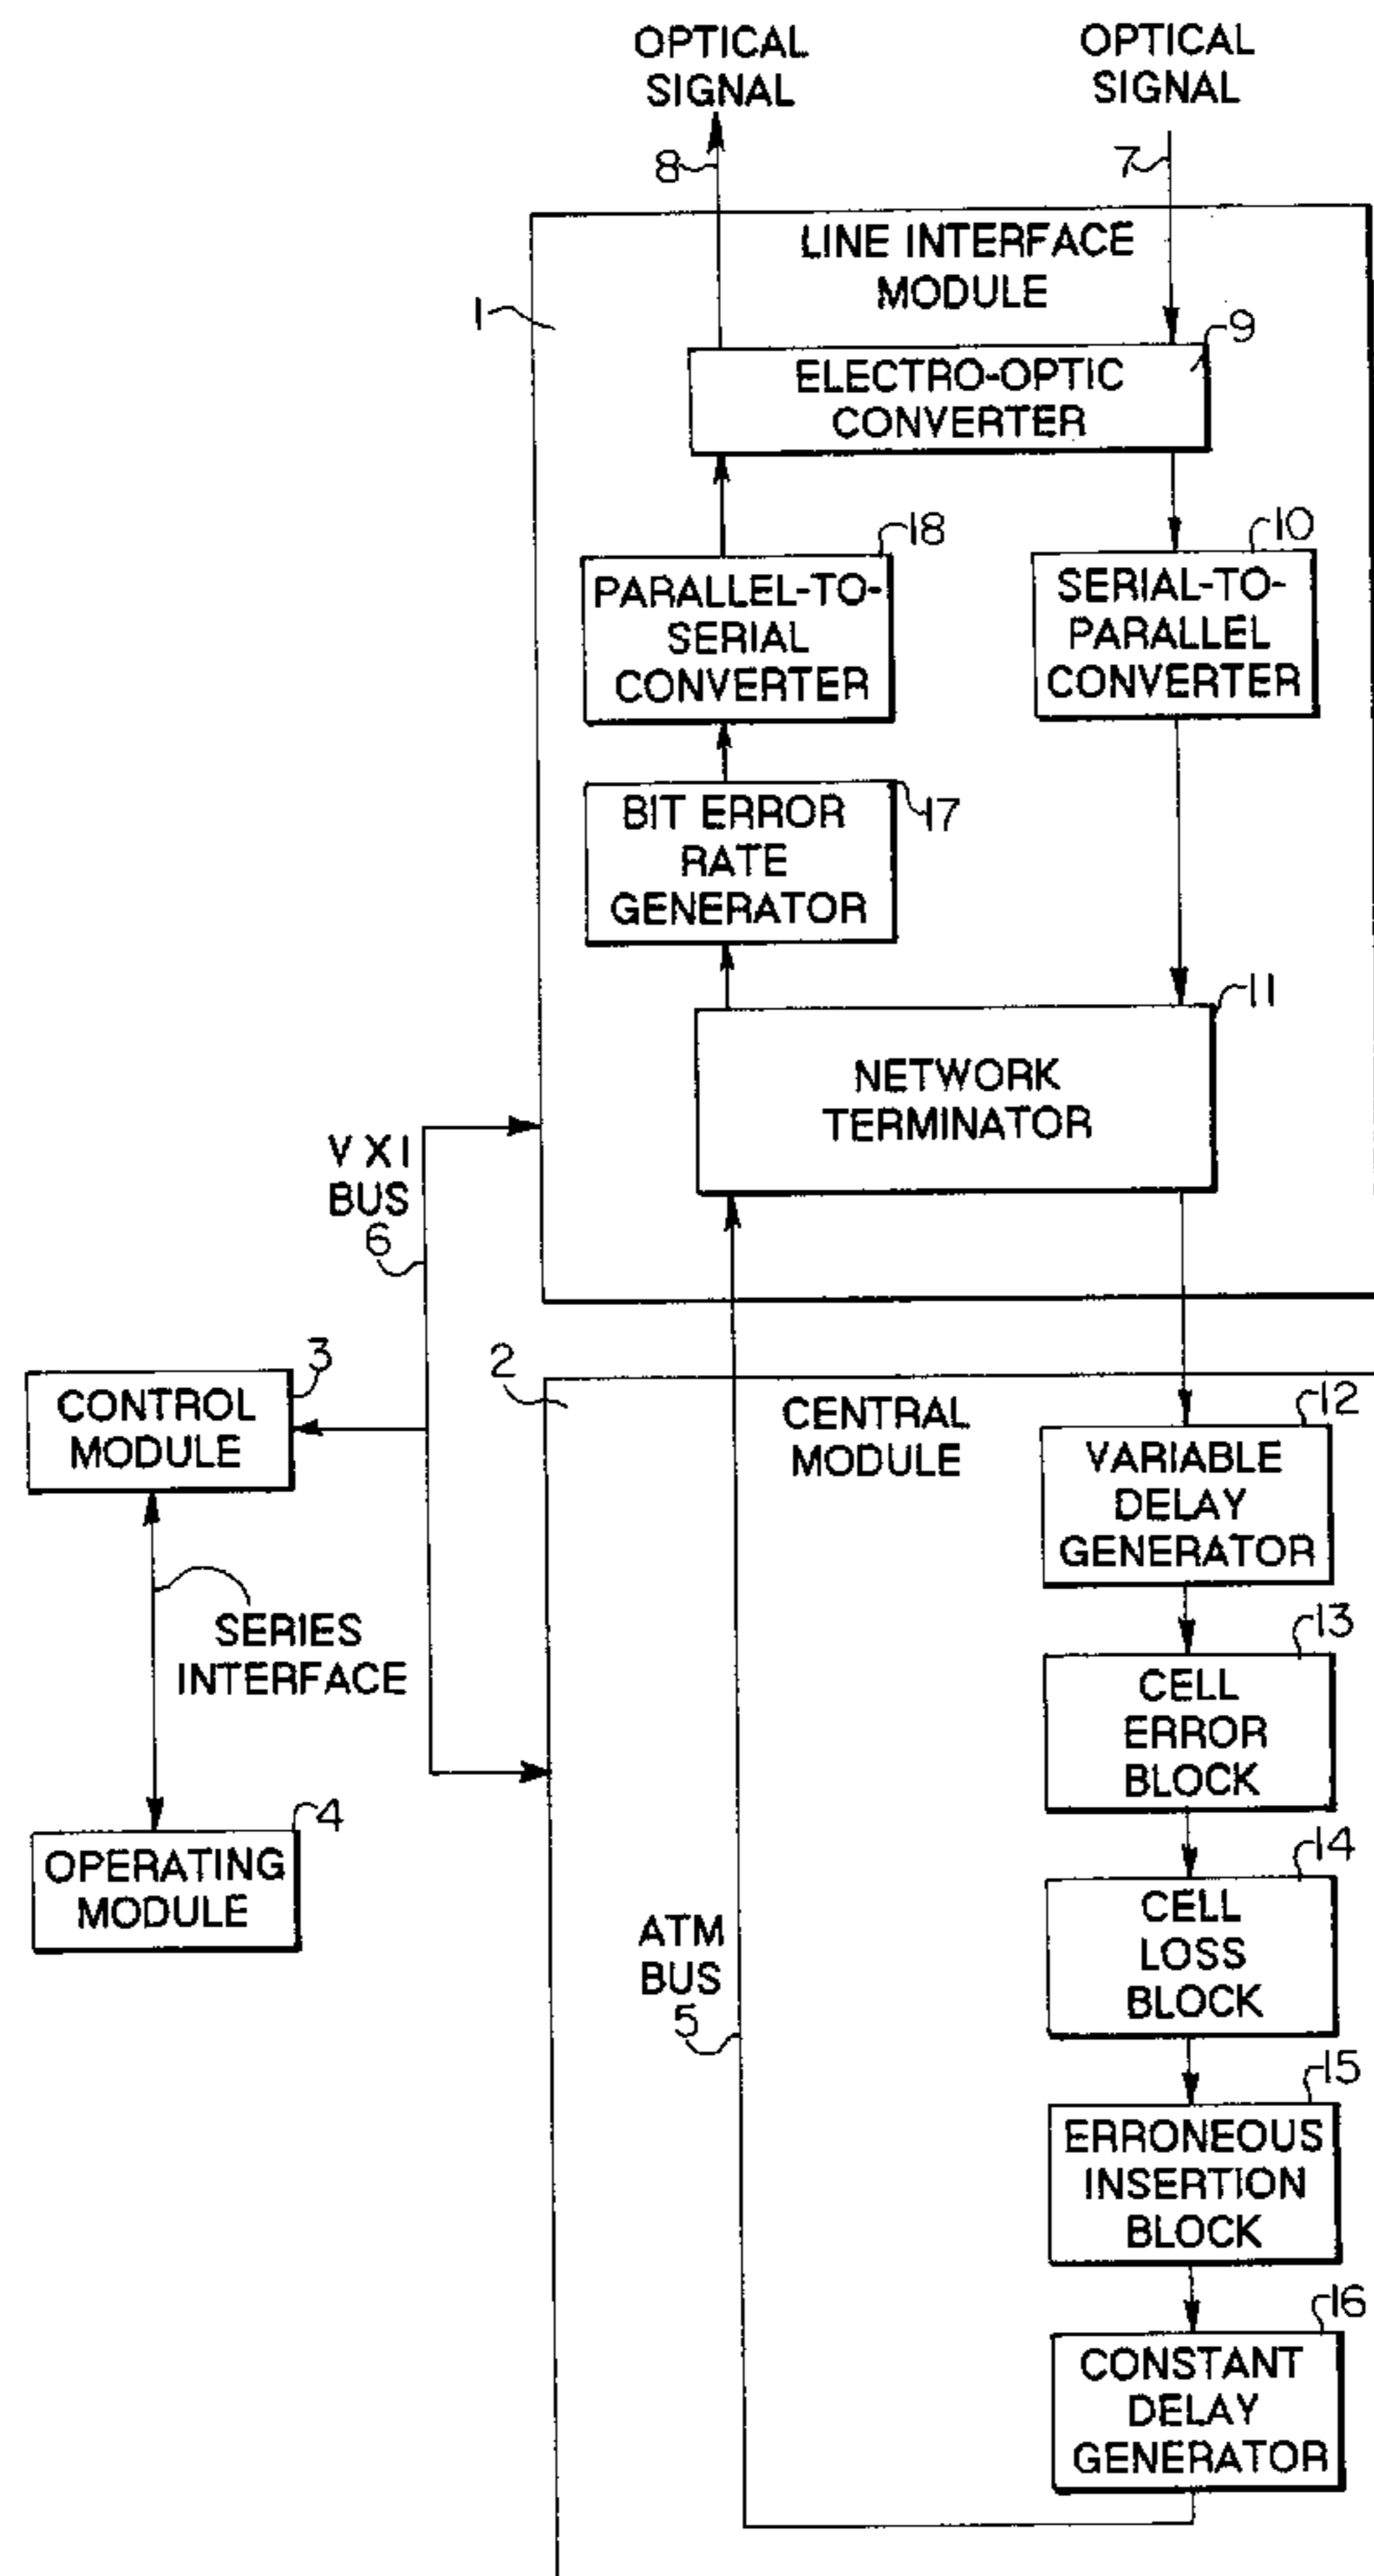 OPTICAL
SIGNAL
OPTICAL
SIGNAL
8
7
LINE INTERFACE
MODULE
1
9
ELECTRO-OPTIC
CONVERTER
18
10
PARALLEL-TO-
SERIAL
CONVERTER
SERIAL-TO-
PARALLEL
CONVERTER
BIT ERROR
RATE
GENERATOR
17
11
NETWORK
TERMINATOR
VXI
BUS
6
3
CONTROL
MODULE
2
CENTRAL
MODULE
12
VARIABLE
DELAY
GENERATOR
SERIES
INTERFACE
13
CELL
ERROR
BLOCK
4
OPERATING
MODULE
14
CELL
LOSS
BLOCK
ATM
BUS
5
15
ERRONEOUS
INSERTION
BLOCK
16
CONSTANT
DELAY
GENERATOR